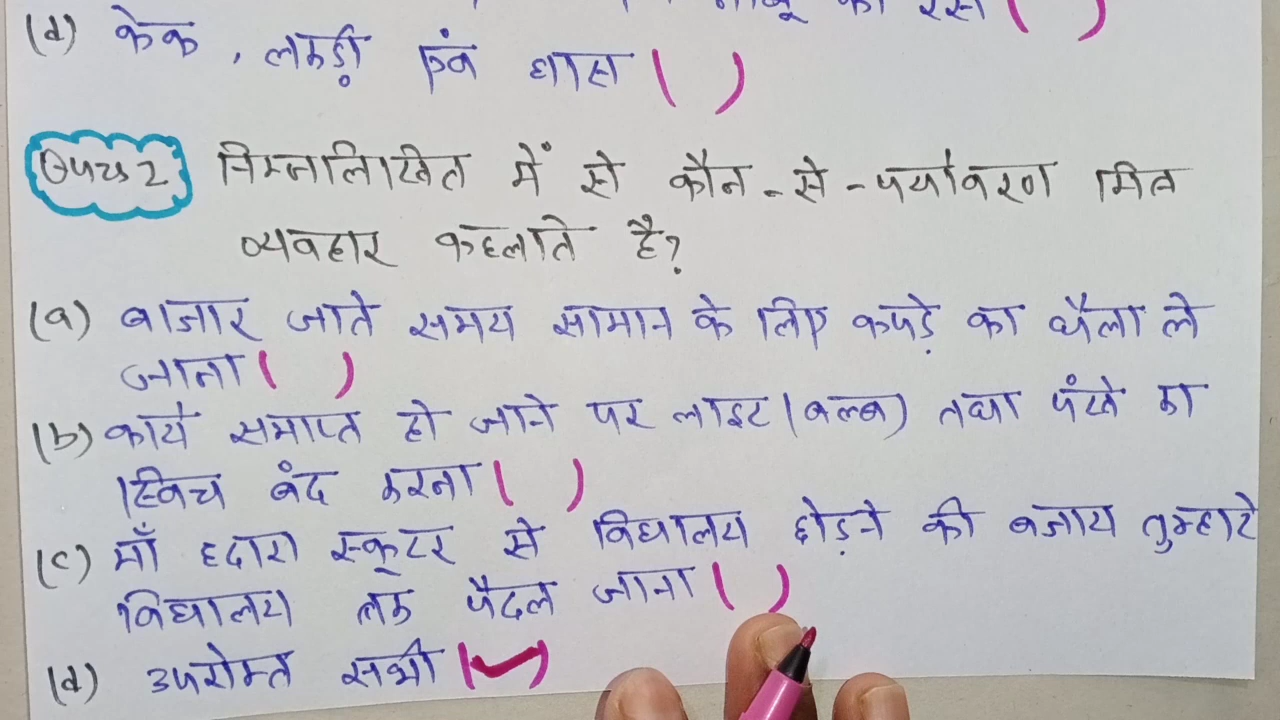 नींबू का रस ( )
(d) केक, लकड़ी एंव घास ( )
प्रश्न 2 निम्नलिखित में से कौन-से-पर्यावरण मित्र
व्यवहार कहलाते है?
(a) बाजार जाते समय सामान के लिए कपड़े का थैला ले
जाना ( )
(b) कार्य समाप्त हो जाने पर लाइट (बल्ब) तथा पंखे का
स्विच बंद करना ( )
(c) माँ द्वारा स्कूटर से विद्यालय छोड़ने की बजाय तुम्हारे
विद्यालय तक पैदल जाना ( )
(d) उपरोक्त सभी (✓)